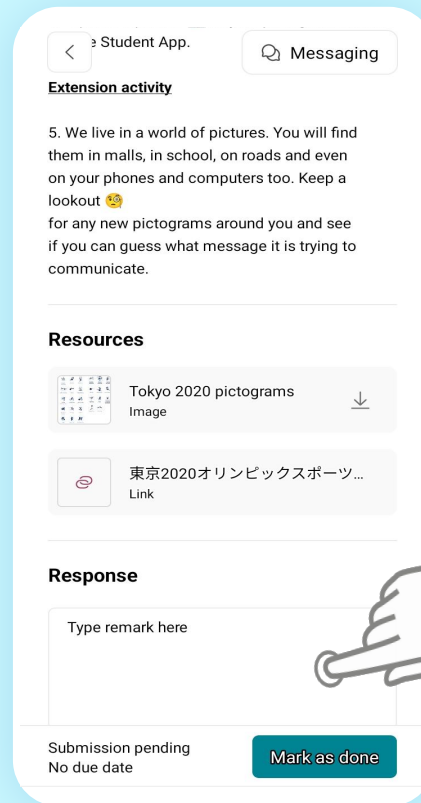 e Student App.
Messaging
Extension activity
5. We live in a world of pictures. You will find
them in malls, in school, on roads and even
on your phones and computers too. Keep a
lookout 🧐
for any new pictograms around you and see
if you can guess what message it is trying to
communicate.
Resources
Tokyo 2020 pictograms
Image
東京2020オリンピックスポーツ...
Link
Response
Type remark here
Submission pending
No due date
Mark as done